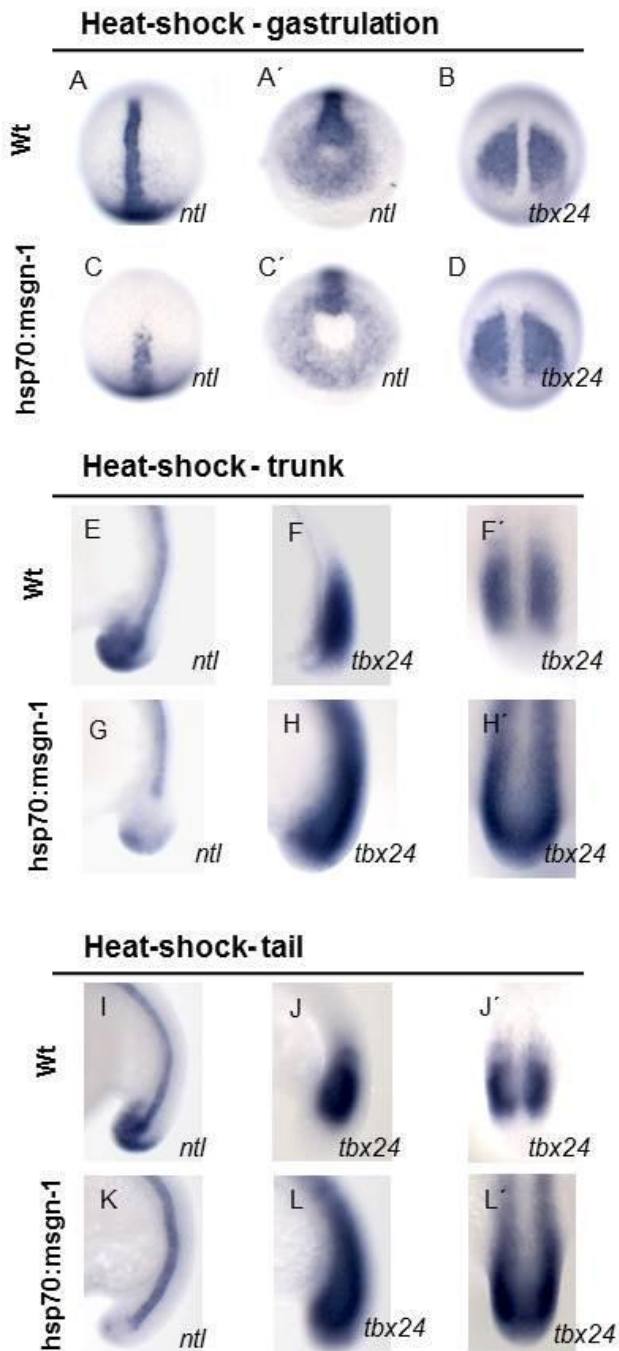 Heat-shock - gastrulation
A A´ B
Wt
ntl ntl tbx24
C C´ D
hsp70:msgn-1
ntl ntl tbx24
Heat-shock - trunk
E F F´
Wt
ntl tbx24 tbx24
G H H´
hsp70:msgn-1
ntl tbx24 tbx24
Heat-shock- tail
I J J´
Wt
ntl tbx24 tbx24
K L L´
hsp70:msgn-1
ntl tbx24 tbx24